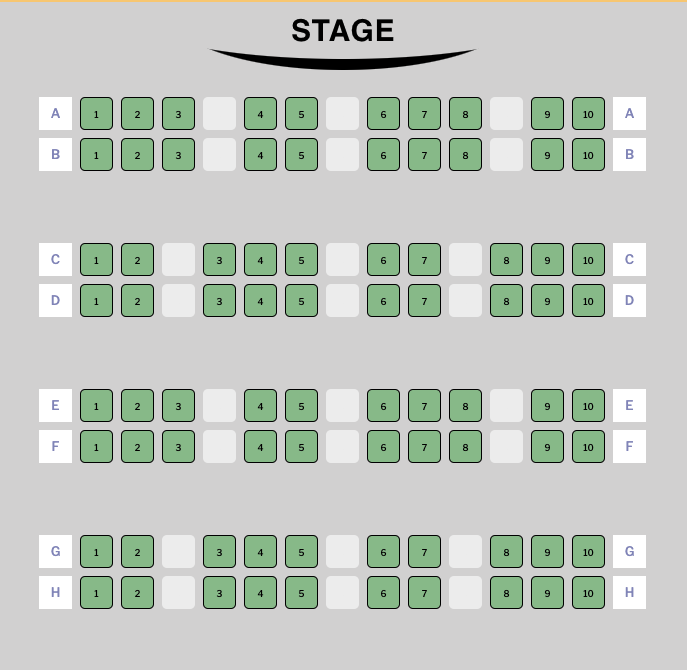 STAGE
A 1 2 3 4 5 6 7 8 9 10 A
B 1 2 3 4 5 6 7 8 9 10 B
C 1 2 3 4 5 6 7 8 9 10 C
D 1 2 3 4 5 6 7 8 9 10 D
E 1 2 3 4 5 6 7 8 9 10 E
F 1 2 3 4 5 6 7 8 9 10 F
G 1 2 3 4 5 6 7 8 9 10 G
H 1 2 3 4 5 6 7 8 9 10 H